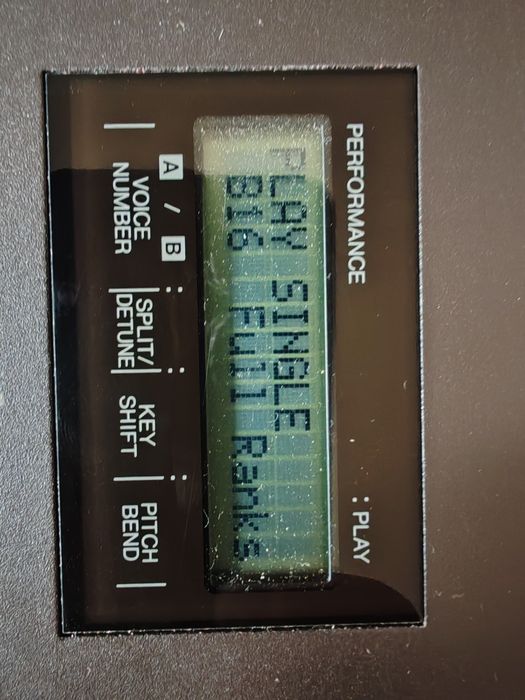 PERFORMANCE : PLAY
PLAY SINGLE
B16 Full Ranks
A / B : : :
VOICE NUMBER SPLIT/ DETUNE KEY SHIFT PITCH BEND